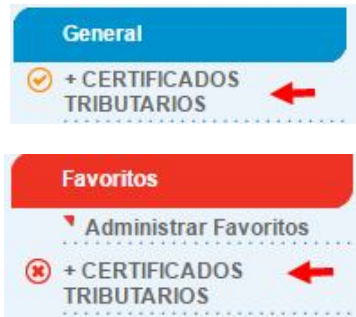 General
+ CERTIFICADOS
TRIBUTARIOS
Favoritos
Administrar Favoritos
+ CERTIFICADOS
TRIBUTARIOS